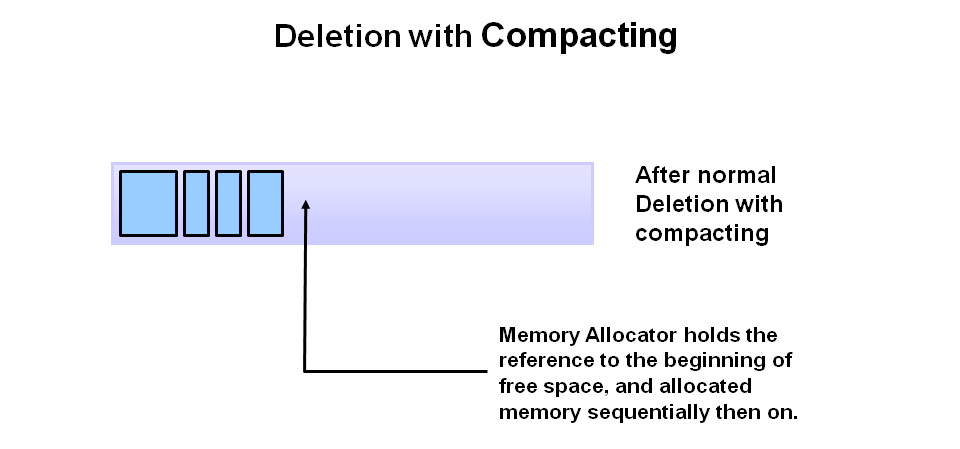 Deletion with Compacting
After normal
Deletion with
compacting
Memory Allocator holds the
reference to the beginning of
free space, and allocated
memory sequentially then on.